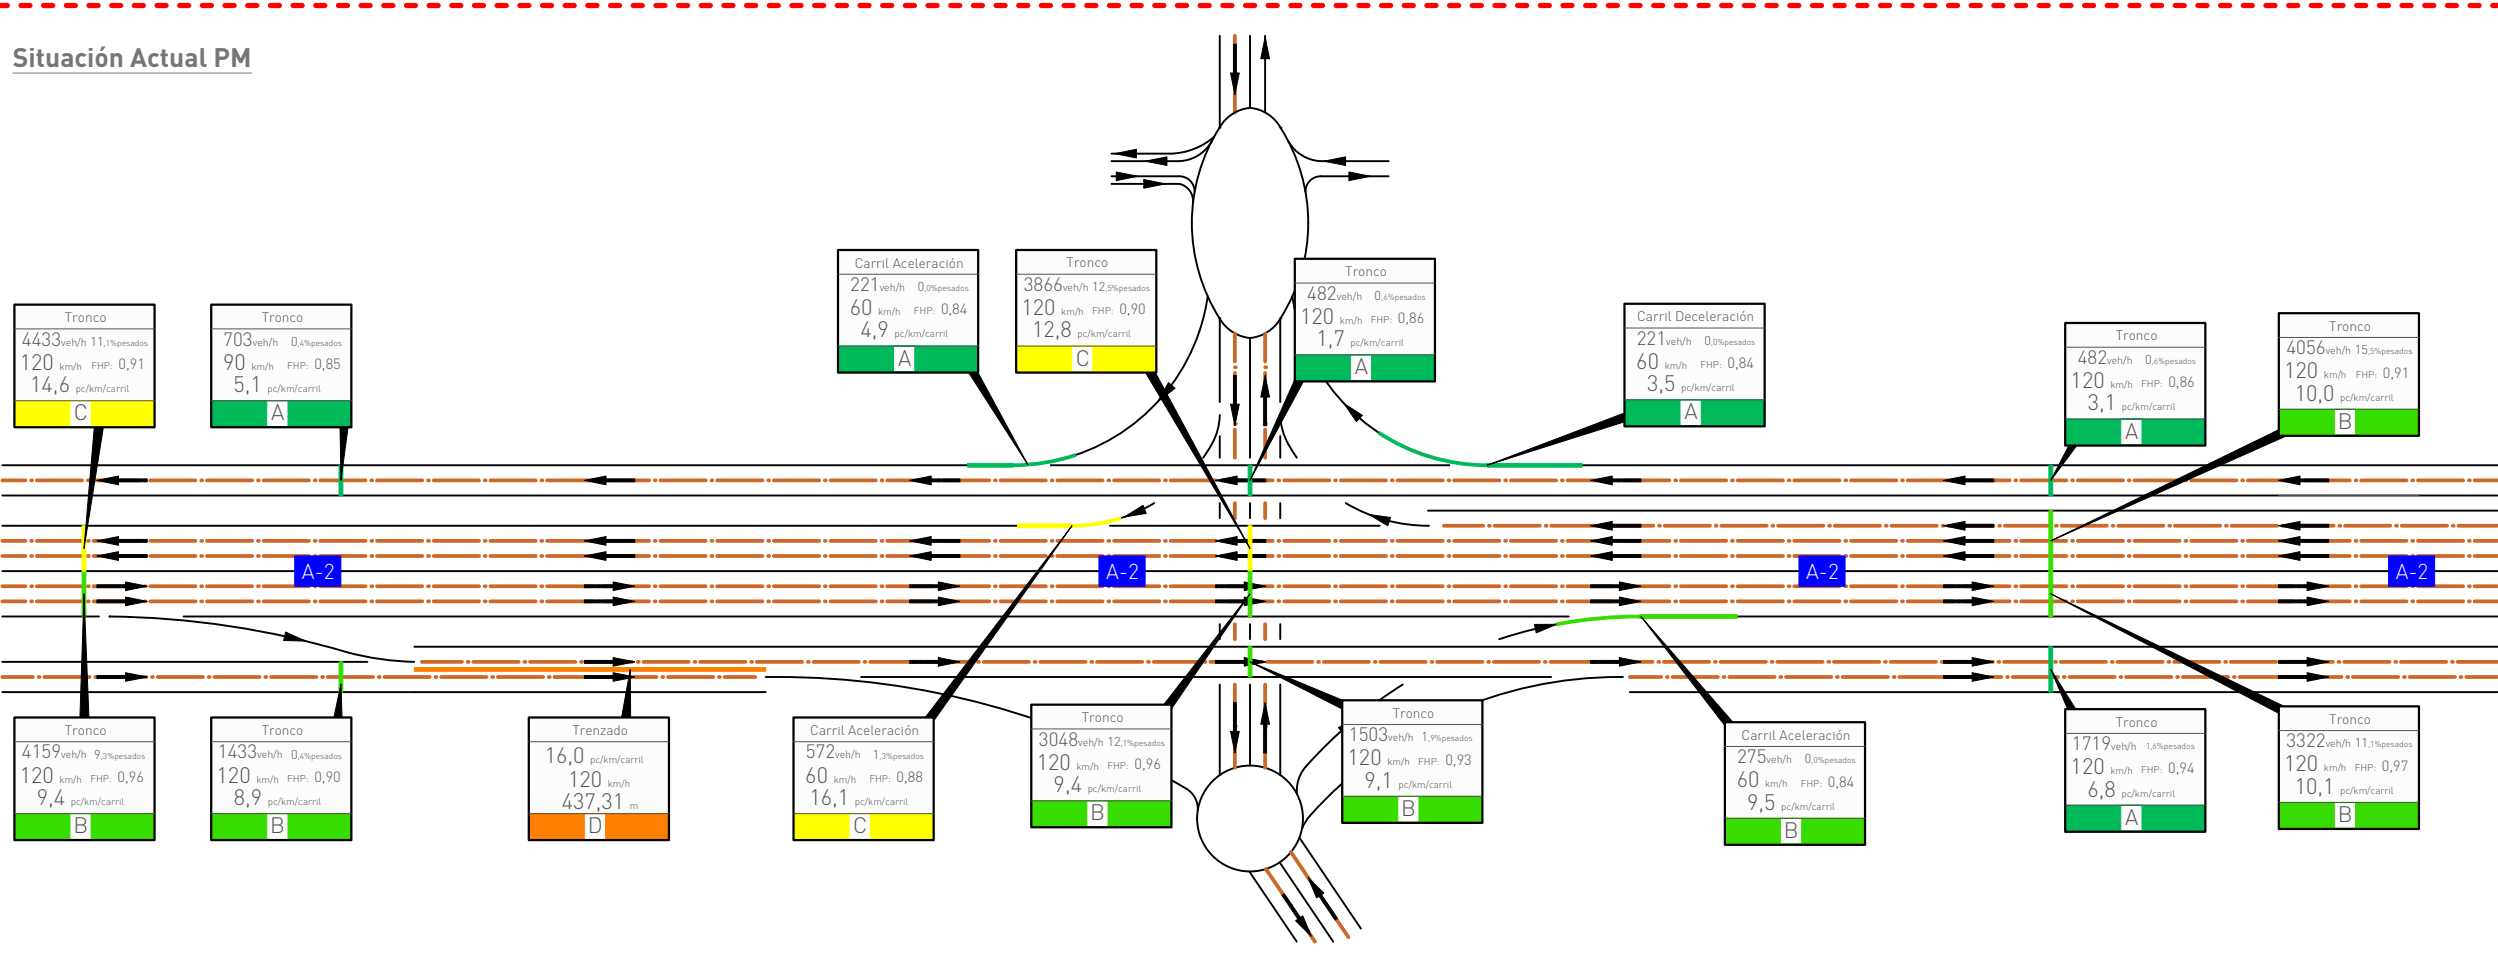 Situación Actual PM
Tronco
4433veh/h 11,1%pesados
120 km/h FHP: 0,91
14,6 pc/km/carril
C
Tronco
703veh/h 0,4%pesados
90 km/h FHP: 0,85
5,1 pc/km/carril
A
Carril Aceleración
221veh/h 0,0%pesados
60 km/h FHP: 0,84
4,9 pc/km/carril
A
Tronco
3866veh/h 12,5%pesados
120 km/h FHP: 0,90
12,8 pc/km/carril
C
Tronco
482veh/h 0,6%pesados
120 km/h FHP: 0,86
1,7 pc/km/carril
A
Carril Deceleración
221veh/h 0,0%pesados
60 km/h FHP: 0,84
3,5 pc/km/carril
A
Tronco
482veh/h 0,6%pesados
120 km/h FHP: 0,86
3,1 pc/km/carril
A
Tronco
4056veh/h 15,5%pesados
120 km/h FHP: 0,91
10,0 pc/km/carril
B
A-2
A-2
A-2
A-2
Tronco
4159veh/h 9,3%pesados
120 km/h FHP: 0,96
9,4 pc/km/carril
B
Tronco
1433veh/h 0,4%pesados
120 km/h FHP: 0,90
8,9 pc/km/carril
B
Trenzado
16,0 pc/km/carril
120 km/h
437,31 m
D
Carril Aceleración
572veh/h 1,3%pesados
60 km/h FHP: 0,88
16,1 pc/km/carril
C
Tronco
3048veh/h 12,1%pesados
120 km/h FHP: 0,96
9,4 pc/km/carril
B
Tronco
1503veh/h 1,9%pesados
120 km/h FHP: 0,93
9,1 pc/km/carril
B
Carril Aceleración
275veh/h 0,0%pesados
60 km/h FHP: 0,84
9,5 pc/km/carril
B
Tronco
1719veh/h 1,6%pesados
120 km/h FHP: 0,94
6,8 pc/km/carril
A
Tronco
3322veh/h 11,1%pesados
120 km/h FHP: 0,97
10,1 pc/km/carril
B